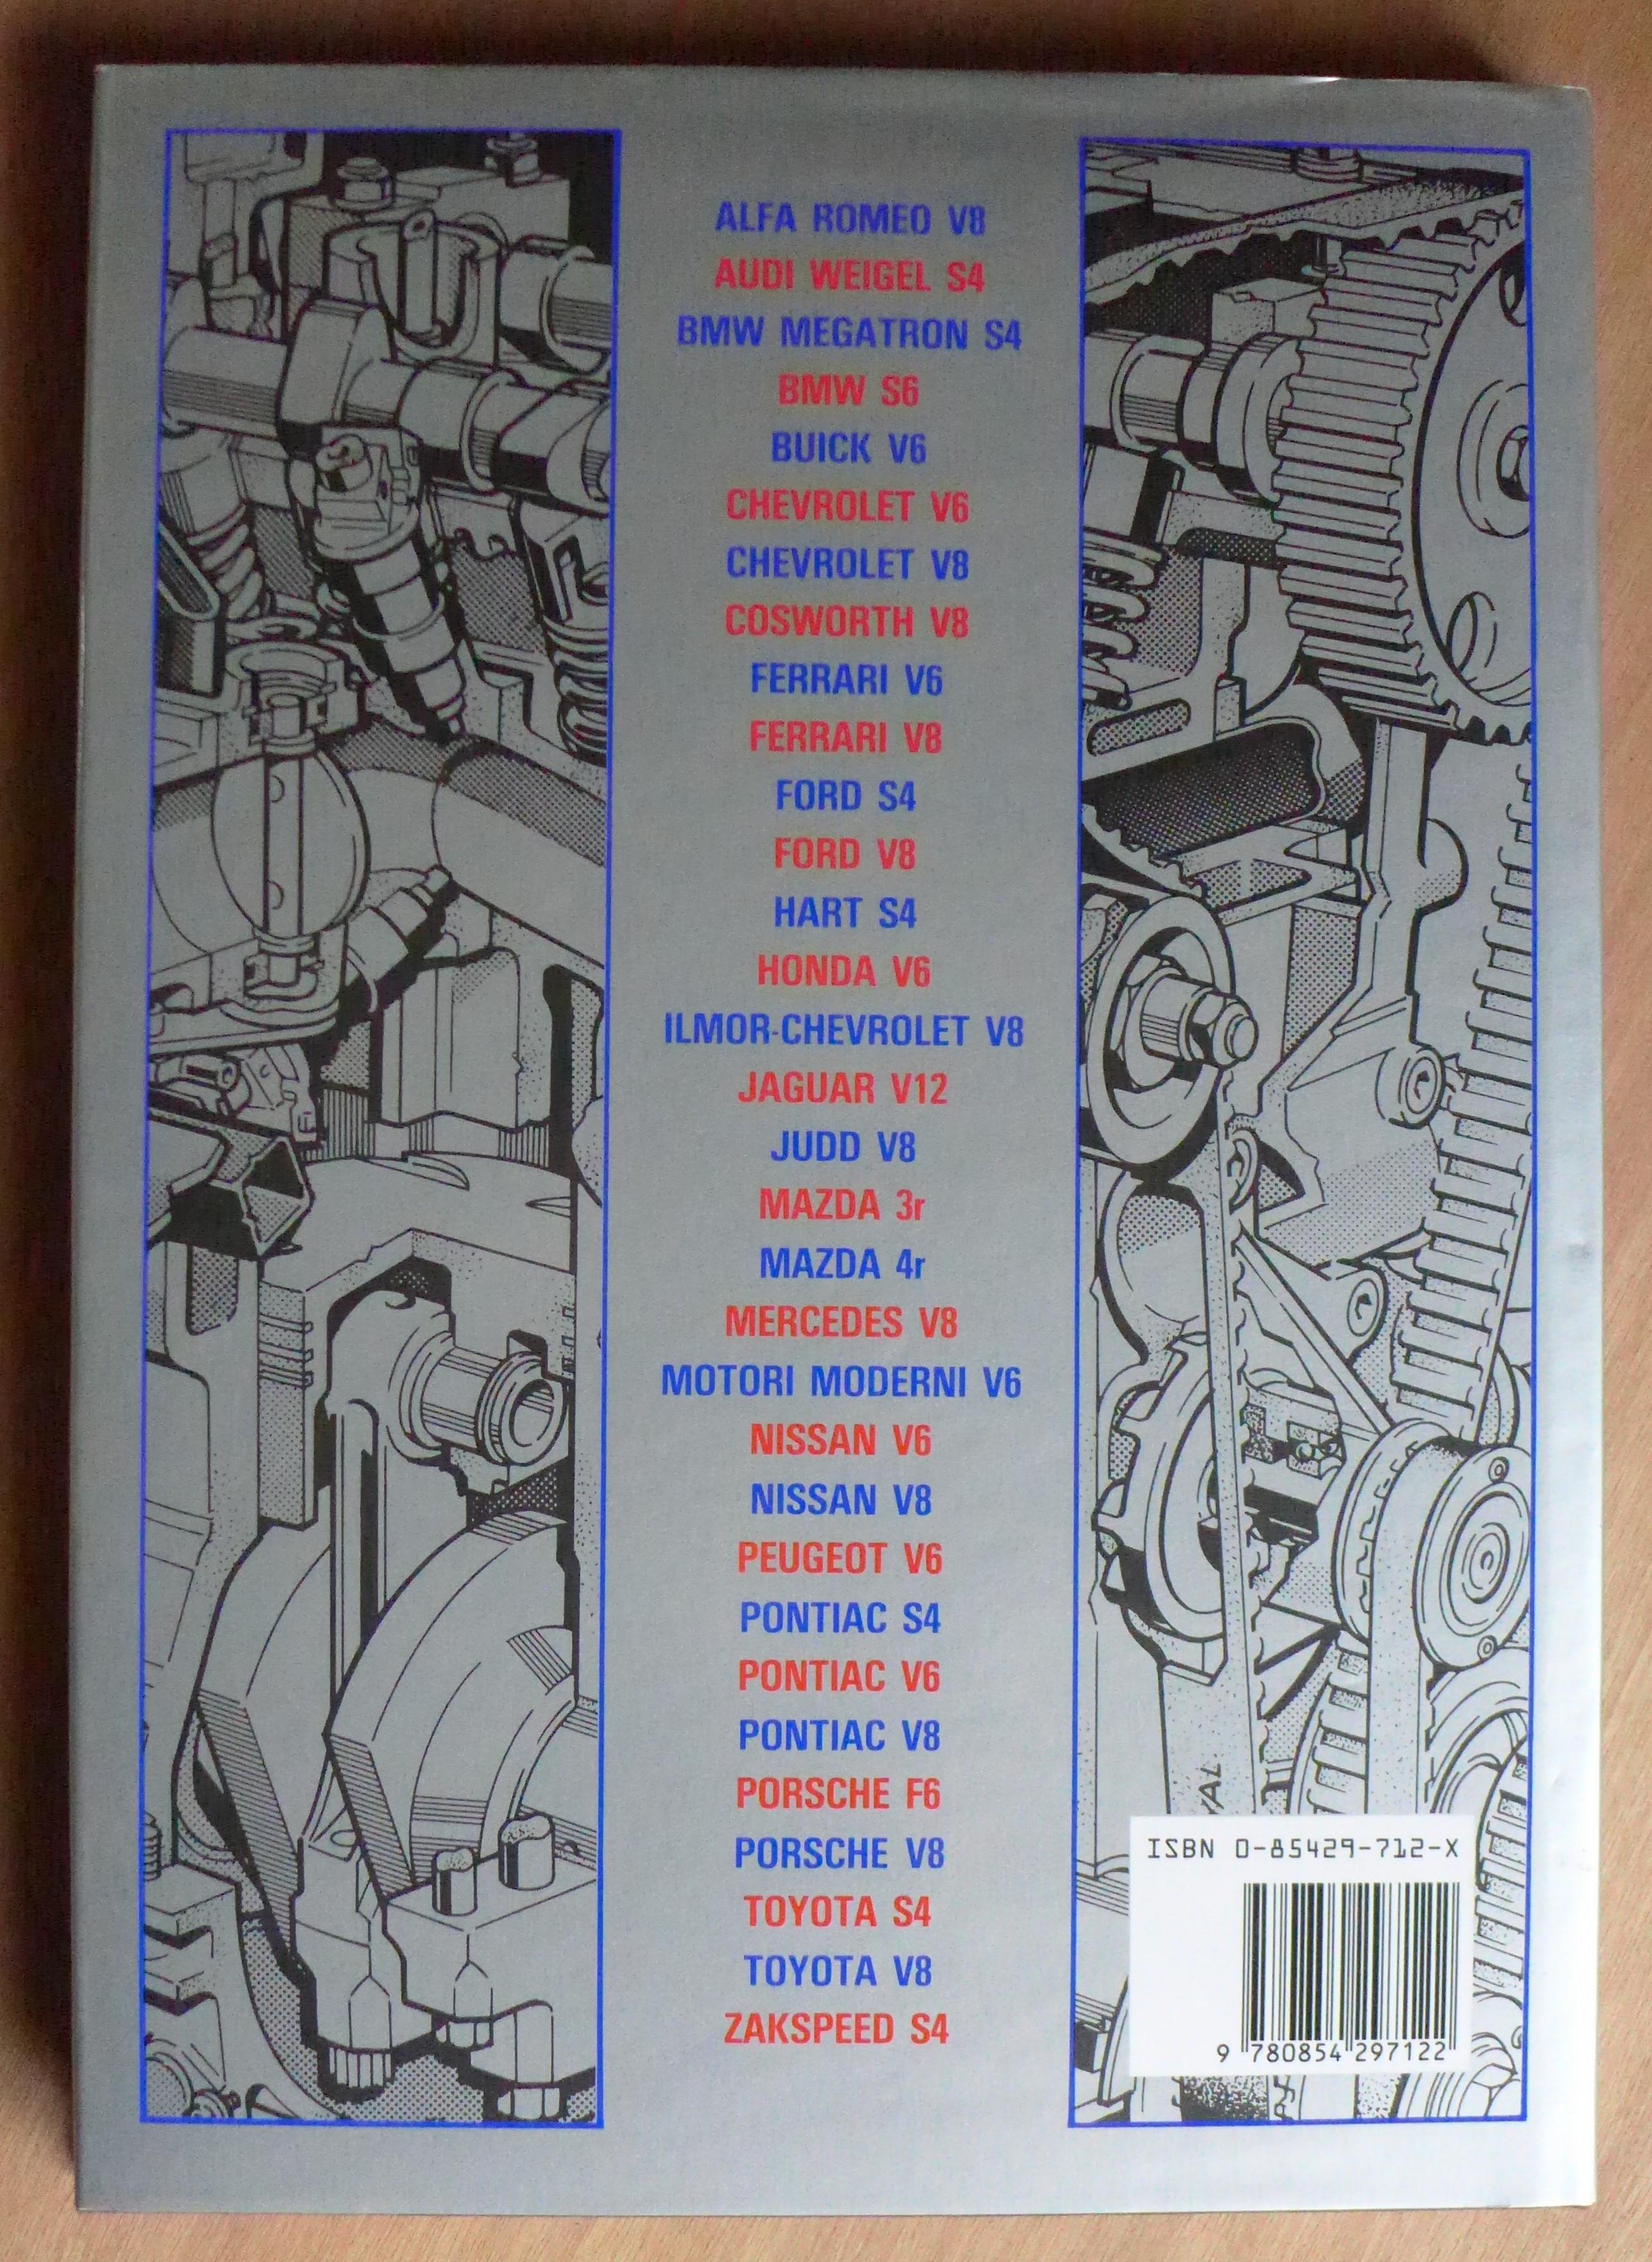 ALFA ROMEO V8
AUDI WEIGEL S4
BMW MEGATRON S4
BMW S6
BUICK V6
CHEVROLET V6
CHEVROLET V8
COSWORTH V8
FERRARI V6
FERRARI V8
FORD S4
FORD V8
HART S4
HONDA V6
ILMOR-CHEVROLET V8
JAGUAR V12
JUDD V8
MAZDA 3r
MAZDA 4r
MERCEDES V8
MOTORI MODERNI V6
NISSAN V6
NISSAN V8
PEUGEOT V6
PONTIAC S4
PONTIAC V6
PONTIAC V8
PORSCHE F6
PORSCHE V8
TOYOTA S4
TOYOTA V8
ZAKSPEED S4
ISBN 0-85429-712-X
9 780854 297122